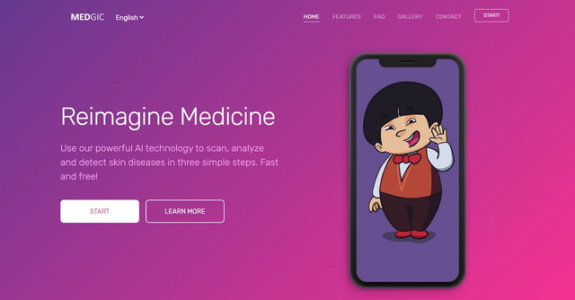 MEDGIC
English
HOME FEATURES FAQ GALLERY CONTACT START!
Reimagine Medicine
Use our powerful AI technology to scan, analyze
and detect skin diseases in three simple steps. Fast
and free!
START LEARN MORE